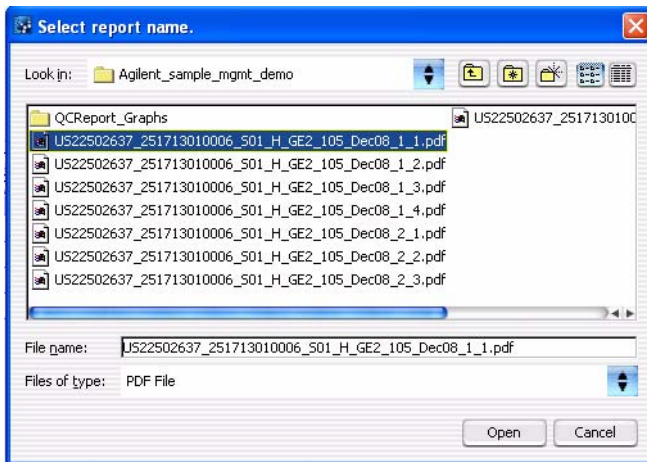 Select report name.
Look in: Agilent_sample_mgmt_demo
QCReport_Graphs
US22502637_251713010006_S01_H_GE2_105_Dec08_1_1.pdf
US22502637_251713010006_S01_H_GE2_105_Dec08_1_2.pdf
US22502637_251713010006_S01_H_GE2_105_Dec08_1_3.pdf
US22502637_251713010006_S01_H_GE2_105_Dec08_1_4.pdf
US22502637_251713010006_S01_H_GE2_105_Dec08_2_1.pdf
US22502637_251713010006_S01_H_GE2_105_Dec08_2_2.pdf
US22502637_251713010006_S01_H_GE2_105_Dec08_2_3.pdf
US22502637_251713010
File name: US22502637_251713010006_S01_H_GE2_105_Dec08_1_1.pdf
Files of type: PDF File
Open Cancel